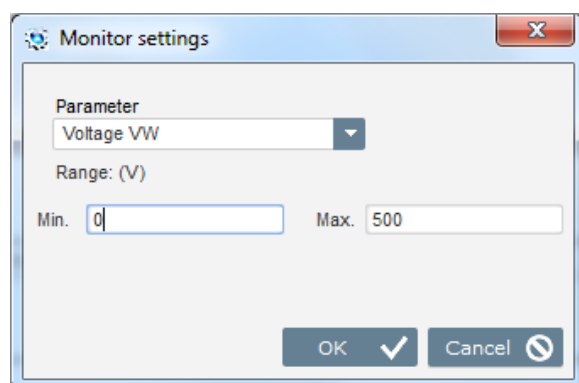 Monitor settings
Parameter
Voltage VW
Range: (V)
Min. 0 Max. 500
OK Cancel